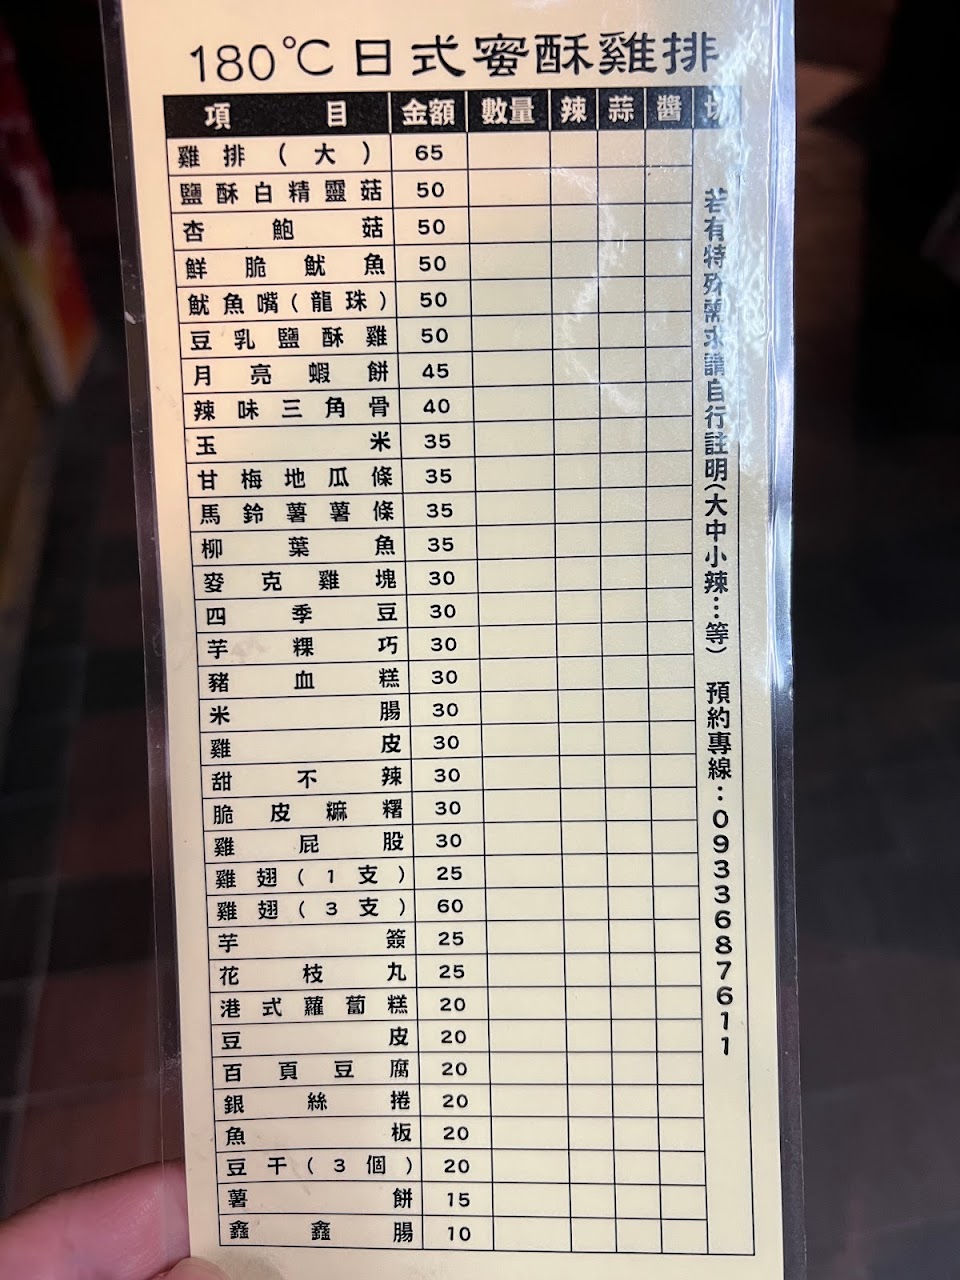 180℃日式蜜酥雞排
項目 金額 數量 辣 蒜 醬 切
雞排(大) 65
鹽酥白精靈菇 50
杏鮑菇 50
鮮脆魷魚 50
魷魚嘴(龍珠) 50
豆乳鹽酥雞 50
月亮蝦餅 45
辣味三角骨 40
玉米 35
甘梅地瓜條 35
馬鈴薯薯條 35
柳葉魚 35
麥克雞塊 30
四季豆 30
芋粿巧 30
豬血糕 30
米腸 30
雞皮 30
甜不辣 30
脆皮糍糬 30
雞屁股 30
雞翅(1支) 25
雞翅(3支) 60
芋簽 25
花枝丸 25
港式蘿蔔糕 20
豆皮 20
百頁豆腐 20
銀絲捲 20
魚板 20
豆干(3個) 20
薯餅 15
鑫鑫腸 10
若有特殊需求請自行註明(大中小辣…等) 預約專線:0933687611